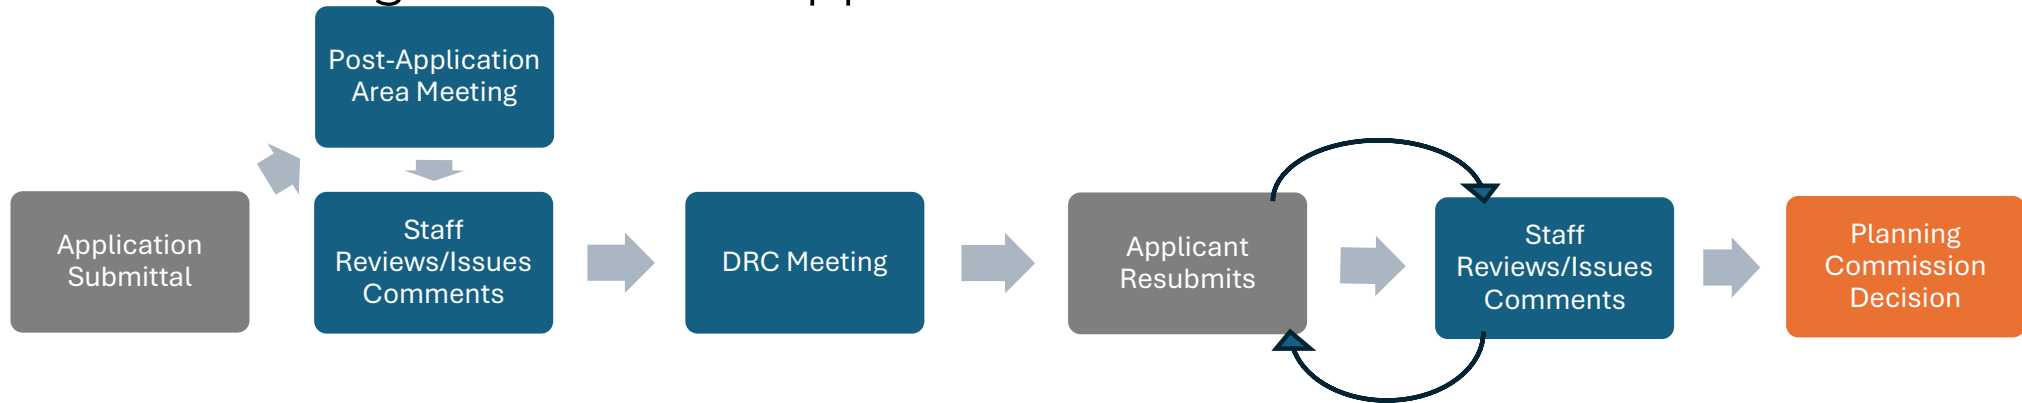 Post-Application
Area Meeting
Application
Submittal
Staff
Reviews/Issues
Comments
DRC Meeting
Applicant
Resubmits
Staff
Reviews/Issues
Comments
Planning
Commission
Decision